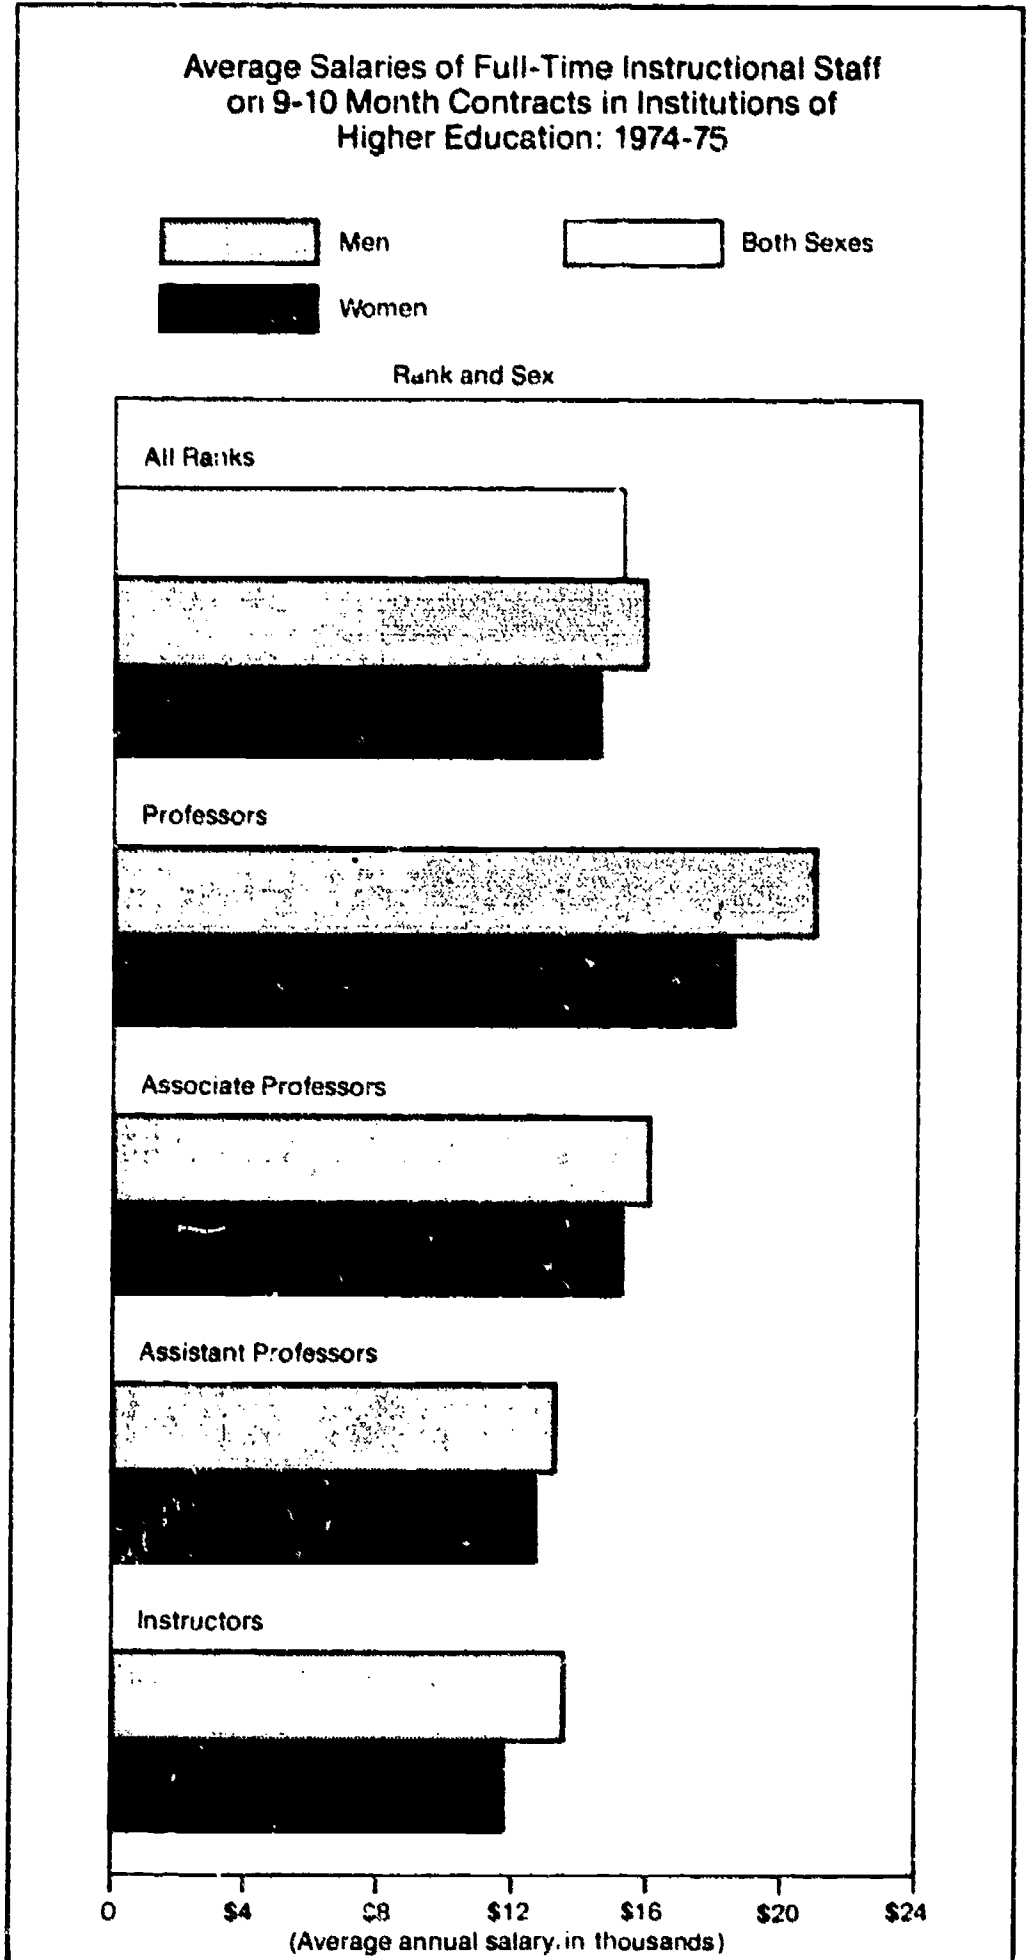 Average Salaries of Full-Time Instructional Staff
on 9-10 Month Contracts in Institutions of
Higher Education: 1974-75
Men
Both Sexes
Women
Rank and Sex
All Ranks
Professors
Associate Professors
Assistant Professors
Instructors
0 $4 $8 $12 $16 $20 $24
(Average annual salary, in thousands)